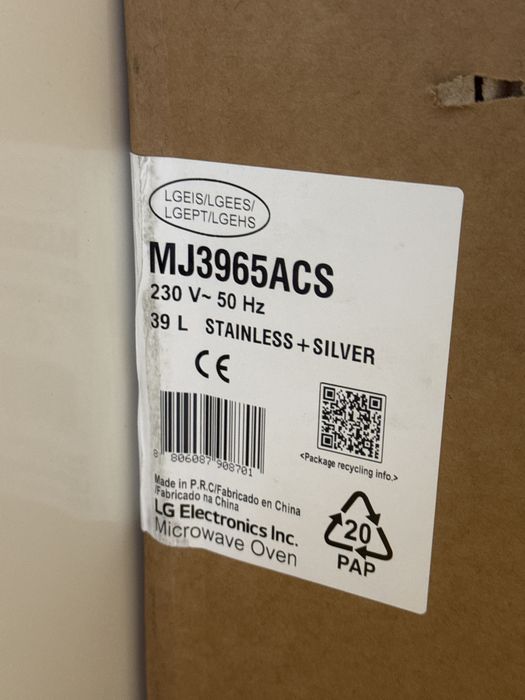 LGEIS/LGEES/
LGEPT/LGEHS
MJ3965ACS
230 V~ 50 Hz
39 L STAINLESS+SILVER
CE
8 806087 908701
<Package recycling info.>
Made in P.R.C/Fabricado en China
/Fabricado na China
LG Electronics Inc.
Microwave Oven
20
PAP